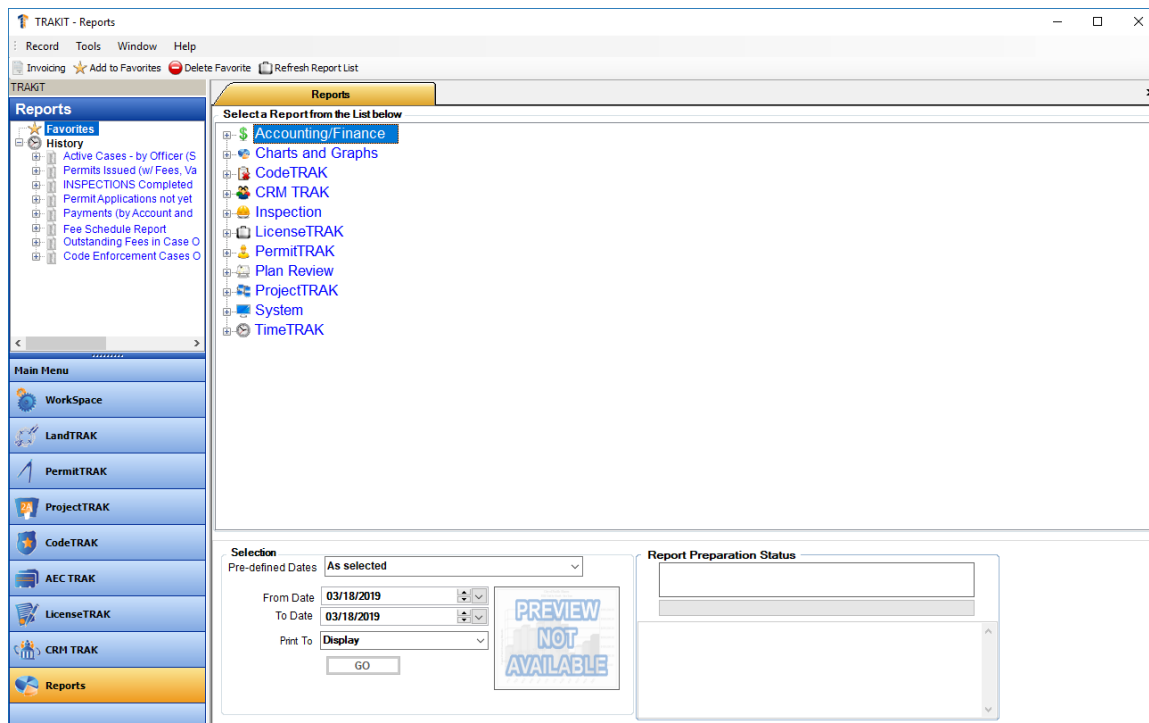 TRAKiT - Reports
Record Tools Window Help
Invoicing Add to Favorites Delete Favorite Refresh Report List
TRAKiT
Reports
Reports
Select a Report from the List below
Favorites
History
Active Cases - by Officer (S
Permits Issued (w/ Fees, Va
INSPECTIONS Completed
Permit Applications not yet
Payments (by Account and
Fee Schedule Report
Outstanding Fees in Case O
Code Enforcement Cases O
Accounting/Finance
Charts and Graphs
CodeTRAK
CRM TRAK
Inspection
LicenseTRAK
PermitTRAK
Plan Review
ProjectTRAK
System
TimeTRAK
Main Menu
WorkSpace
LandTRAK
PermitTRAK
ProjectTRAK
CodeTRAK
AEC TRAK
LicenseTRAK
CRM TRAK
Reports
Selection
Pre-defined Dates As selected
From Date 03/18/2019
To Date 03/18/2019
Print To Display
GO
PREVIEW
NOT
AVAILABLE
Report Preparation Status